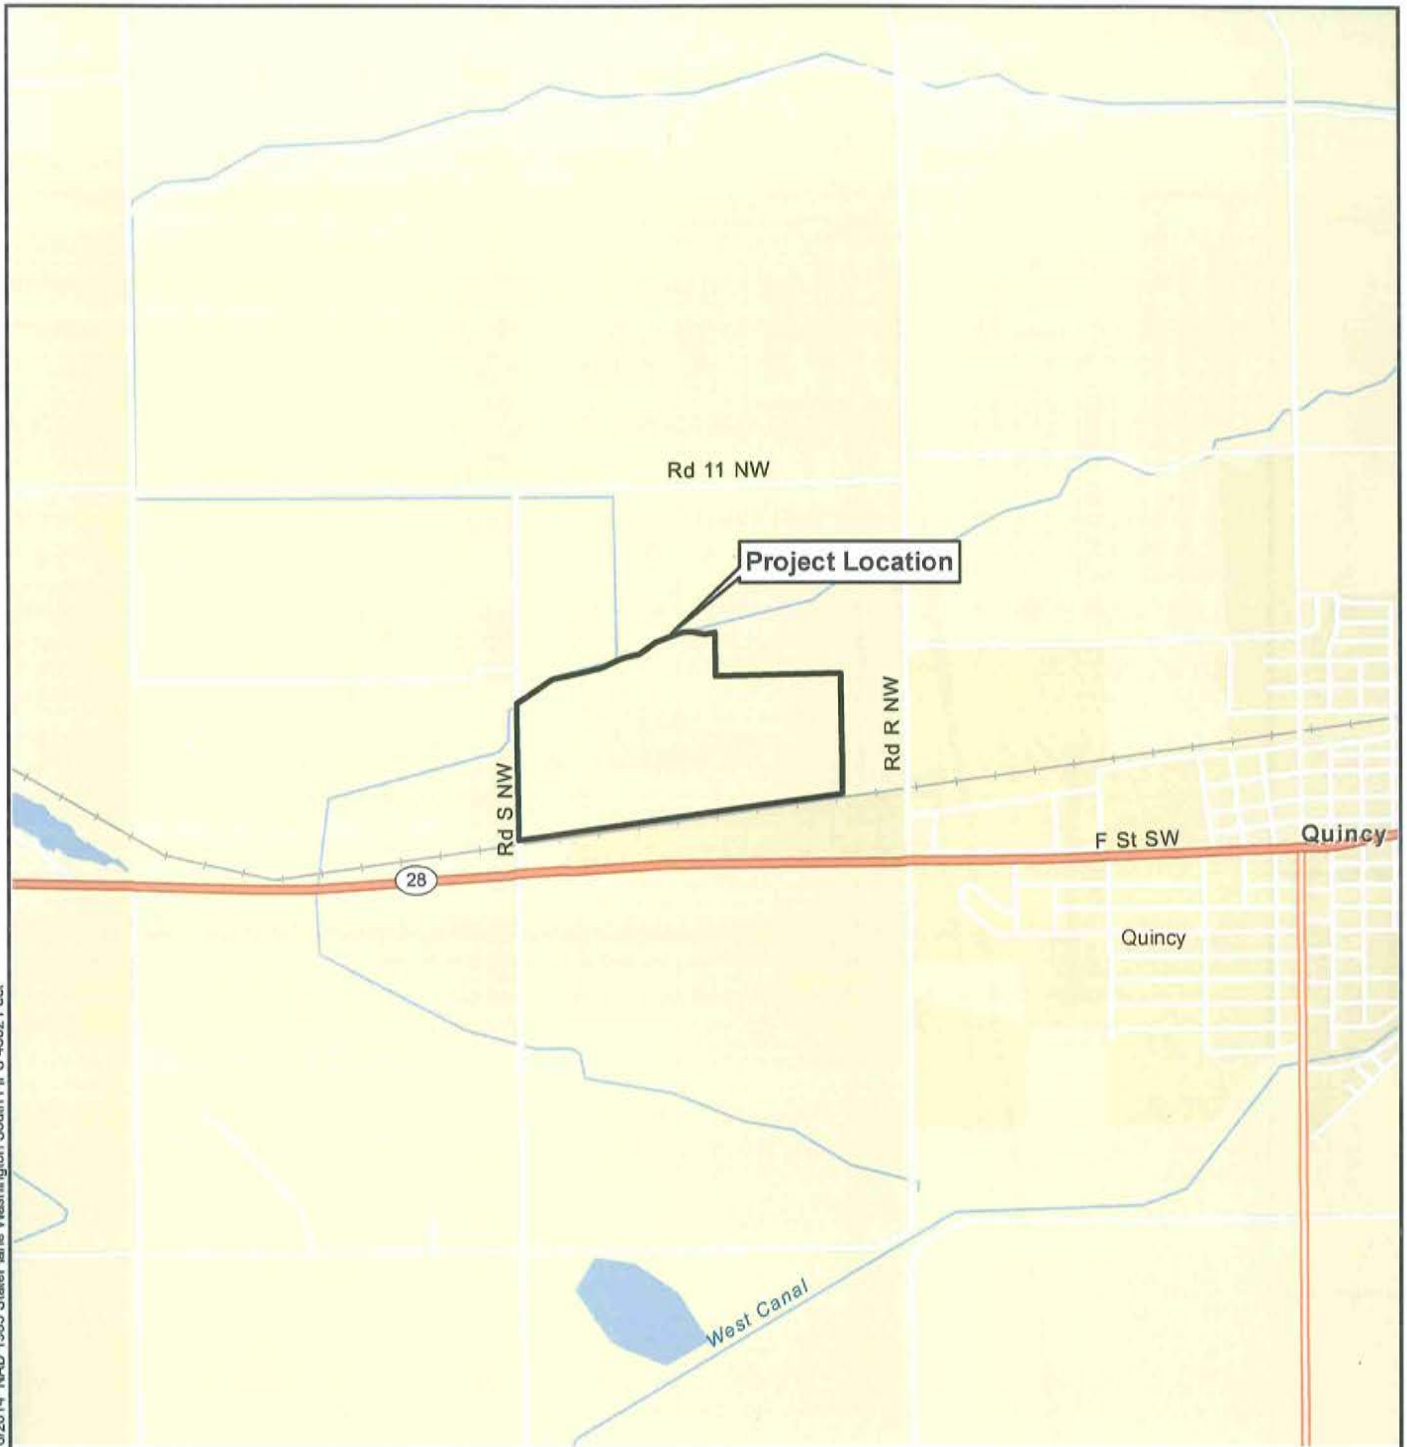 Rd 11 NW
Project Location
Rd R NW
Rd S NW
F St SW
Quincy
28
Quincy
West Canal